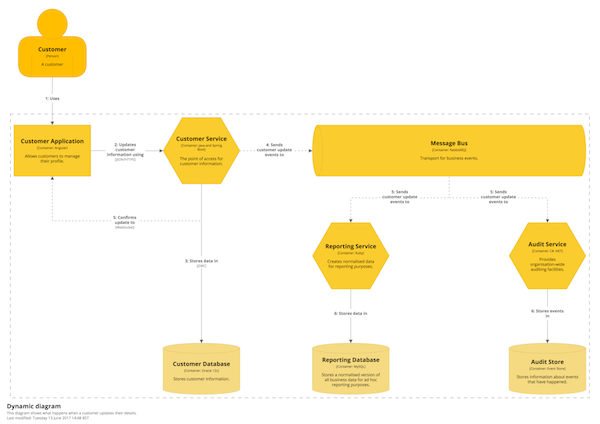 Customer
[Person]
A customer
1: Uses
Customer Application
[Container: Angular]
Allows customers to manage
their profile.
2: Updates
customer
information using
[JSON/HTTPS]
Customer Service
[Container: Java and Spring
Boot]
The point of access for
customer information.
4: Sends
customer update
events to
Message Bus
[Container: RabbitMQ]
Transport for business events.
5: Confirms
update to
[WebSocket]
3: Stores data in
[JDBC]
5: Sends
customer update
events to
5: Sends
customer update
events to
Reporting Service
[Container: Ruby]
Creates normalised data
for reporting purposes.
Audit Service
[Container: C# .NET]
Provides
organisation-wide
auditing facilities.
6: Stores data in
6: Stores events
in
Customer Database
[Container: Oracle 12c]
Stores customer information.
Reporting Database
[Container: MySQL]
Stores a normalised version of
all business data for ad hoc
reporting purposes.
Audit Store
[Container: Event Store]
Stores information about events
that have happened.
Dynamic diagram
This diagram shows what happens when a customer updates their details.
Last modified: Tuesday 13 June 2017 14:48 BST